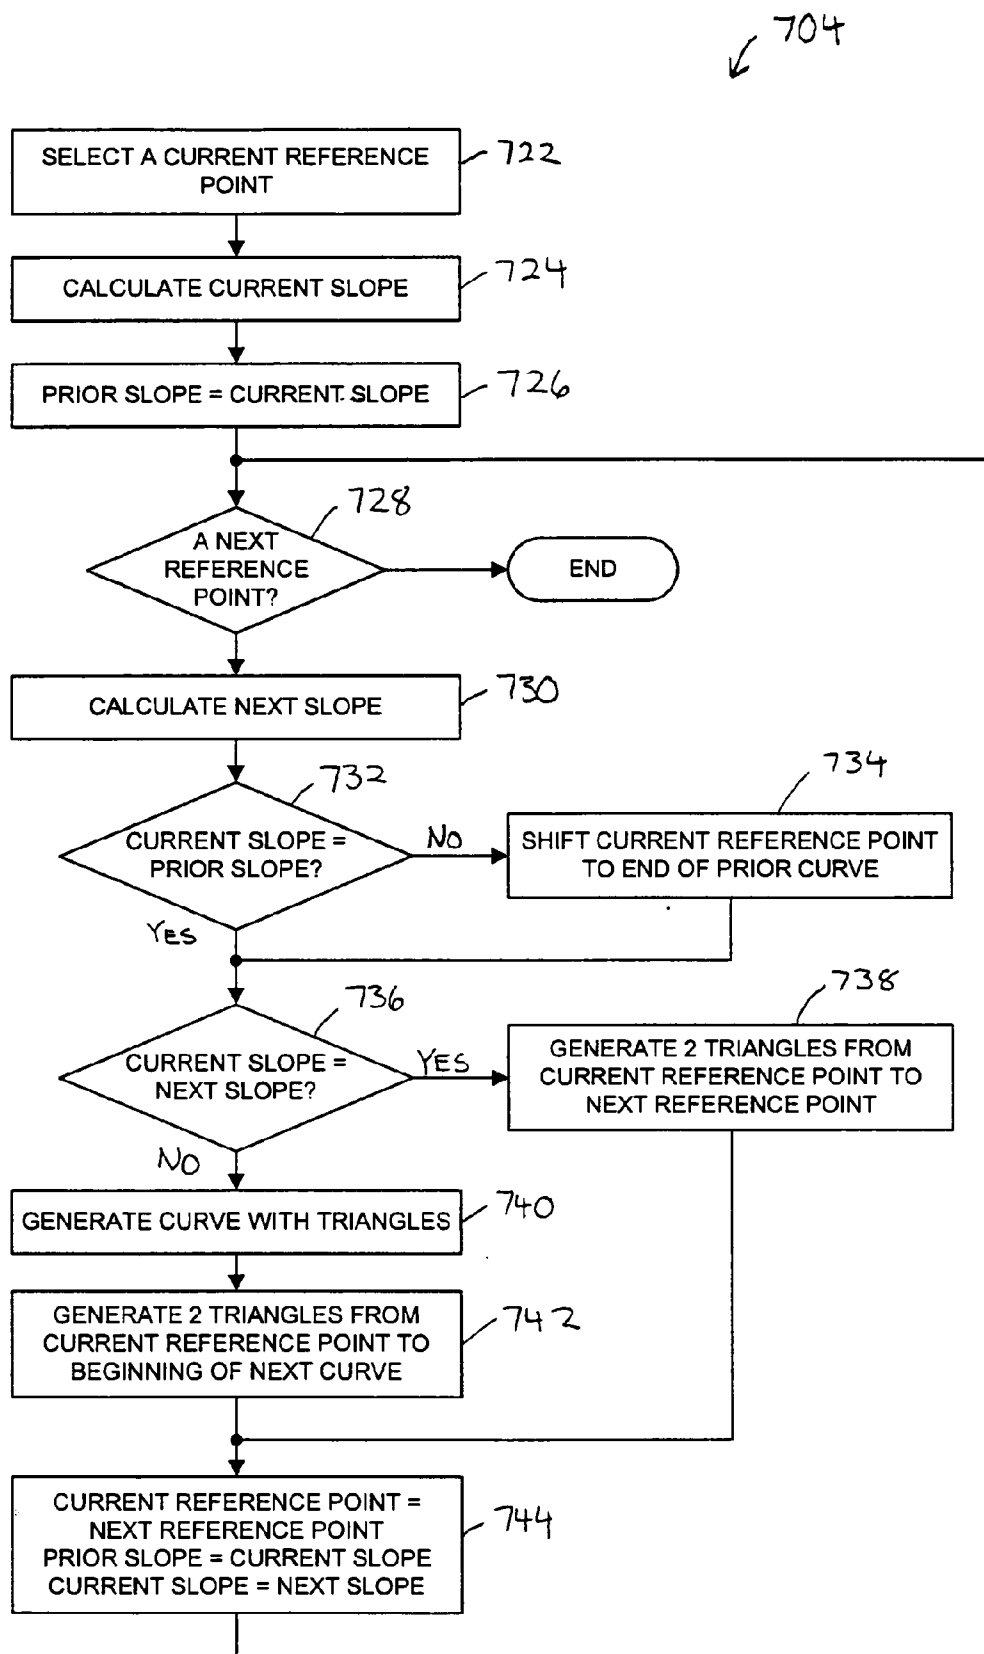 704
SELECT A CURRENT REFERENCE
POINT
722
CALCULATE CURRENT SLOPE
724
PRIOR SLOPE = CURRENT SLOPE
726
728
A NEXT
REFERENCE
POINT?
END
CALCULATE NEXT SLOPE
730
732
734
CURRENT SLOPE =
PRIOR SLOPE?
NO
SHIFT CURRENT REFERENCE POINT
TO END OF PRIOR CURVE
YES
736
738
CURRENT SLOPE =
NEXT SLOPE?
YES
GENERATE 2 TRIANGLES FROM
CURRENT REFERENCE POINT TO
NEXT REFERENCE POINT
NO
GENERATE CURVE WITH TRIANGLES
740
GENERATE 2 TRIANGLES FROM
CURRENT REFERENCE POINT TO
BEGINNING OF NEXT CURVE
742
CURRENT REFERENCE POINT =
NEXT REFERENCE POINT
PRIOR SLOPE = CURRENT SLOPE
CURRENT SLOPE = NEXT SLOPE
744